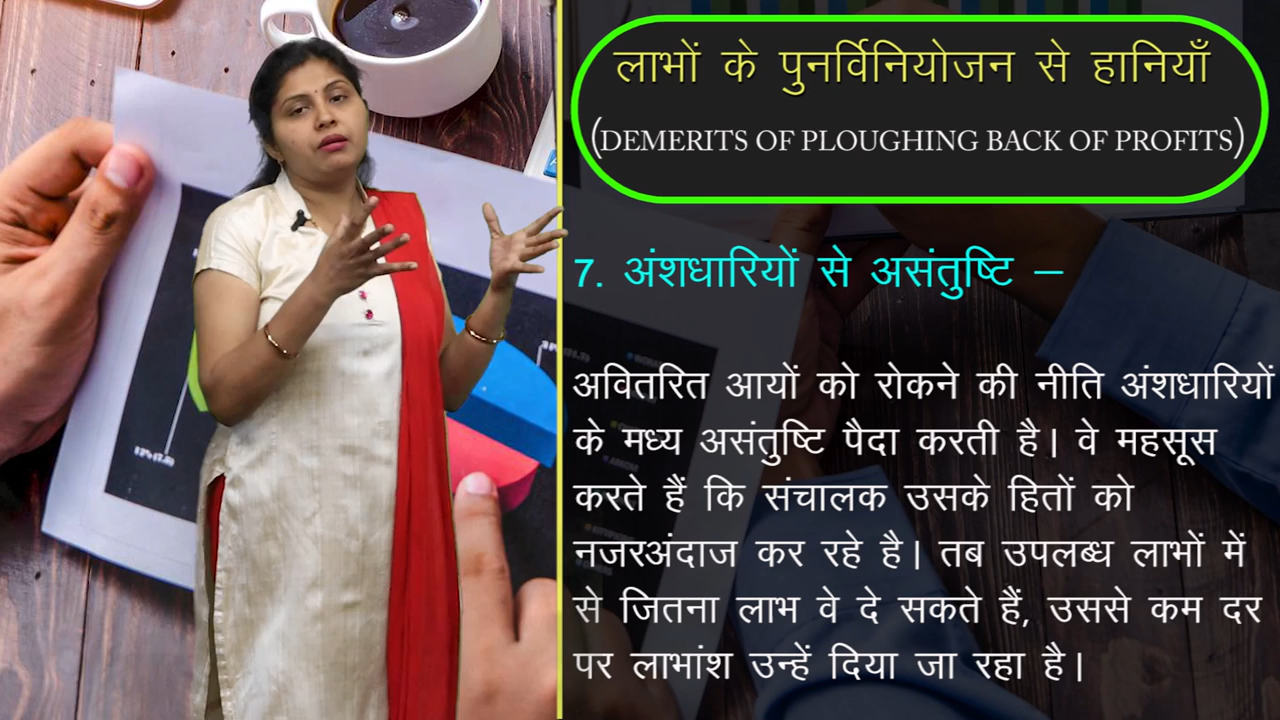 लाभों के पुनर्विनियोजन से हानियाँ
(DEMERITS OF PLOUGHING BACK OF PROFITS)
7. अंशधारियों से असंतुष्टि –
अवितरित आयों को रोकने की नीति अंशधारियों
के मध्य असंतुष्टि पैदा करती है। वे महसूस
करते हैं कि संचालक उसके हितों को
नजरअंदाज कर रहे है। तब उपलब्ध लाभों में
से जितना लाभ वे दे सकते हैं, उससे कम दर
पर लाभांश उन्हें दिया जा रहा है।